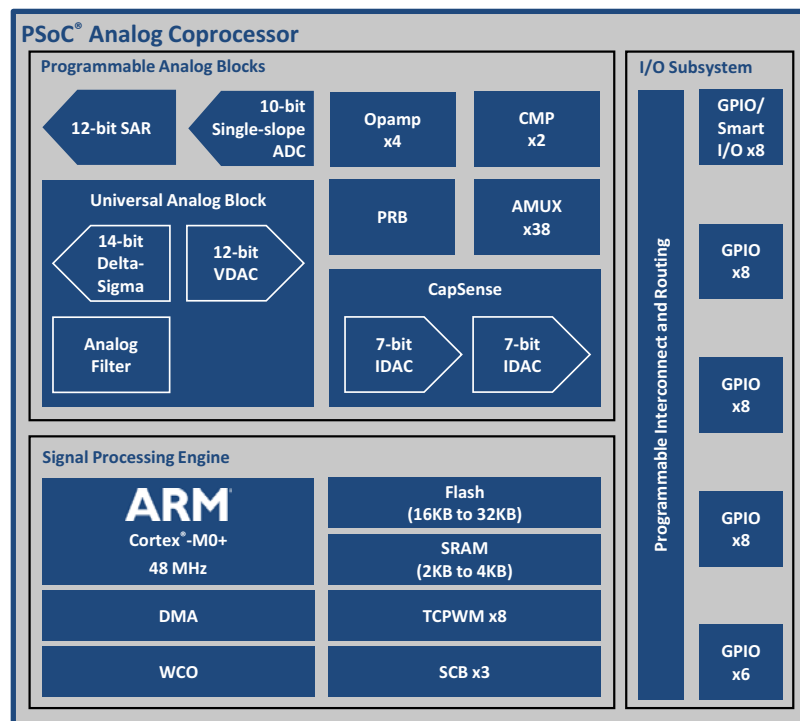 PSoC® Analog Coprocessor
Programmable Analog Blocks
12-bit SAR
10-bit
Single-slope
ADC
Opamp
x4
CMP
x2
Universal Analog Block
14-bit
Delta-
Sigma
12-bit
VDAC
Analog
Filter
PRB
AMUX
x38
CapSense
7-bit
IDAC
7-bit
IDAC
Signal Processing Engine
ARM®
Cortex®-M0+
48 MHz
Flash
(16KB to 32KB)
SRAM
(2KB to 4KB)
DMA
TCPWM x8
WCO
SCB x3
I/O Subsystem
Programmable Interconnect and Routing
GPIO/
Smart
I/O x8
GPIO
x8
GPIO
x8
GPIO
x8
GPIO
x6